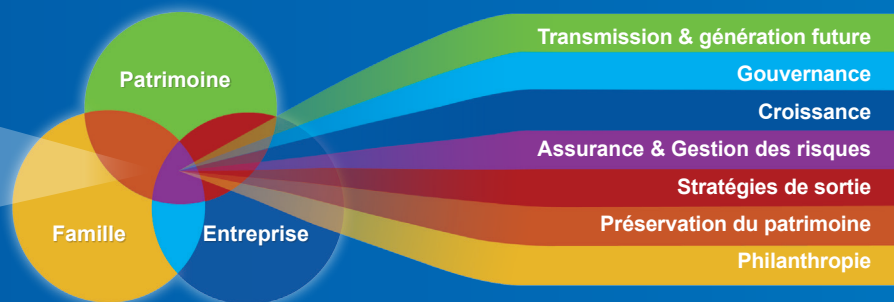 Patrimoine
Famille
Entreprise
Transmission & génération future
Gouvernance
Croissance
Assurance & Gestion des risques
Stratégies de sortie
Préservation du patrimoine
Philanthropie